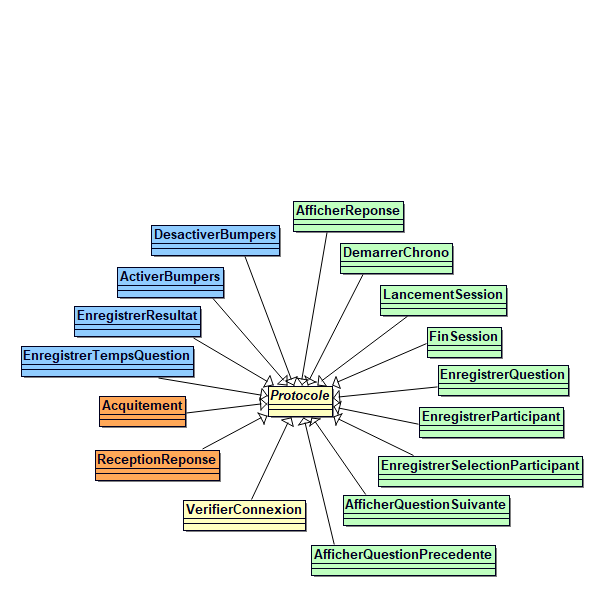 AfficherReponse
DesactiverBumpers
DemarrerChrono
ActiverBumpers
LancementSession
EnregistrerResultat
FinSession
EnregistrerTempsQuestion
EnregistrerQuestion
Protocole
Acquitement
EnregistrerParticipant
ReceptionReponse
EnregistrerSelectionParticipant
AfficherQuestionSuivante
VerifierConnexion
AfficherQuestionPrecedente